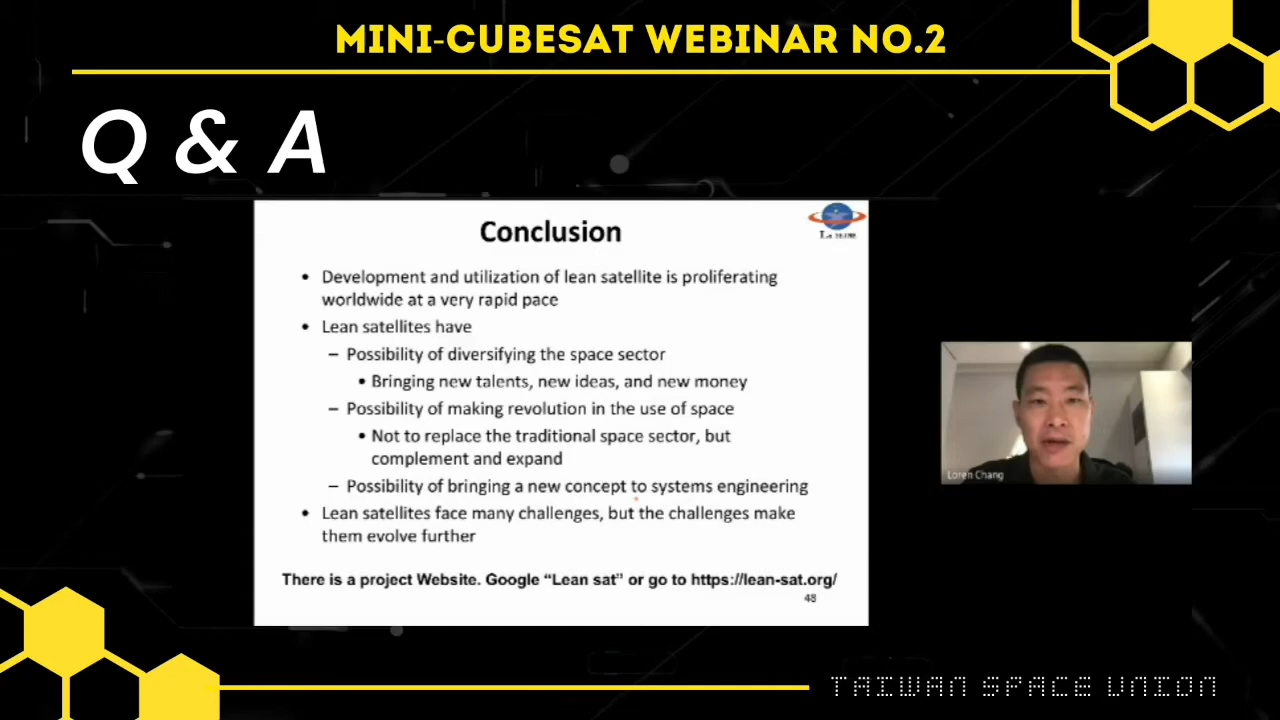 MINI-CUBESAT WEBINAR NO.2
Q & A
Conclusion
• Development and utilization of lean satellite is proliferating
worldwide at a very rapid pace
• Lean satellites have
– Possibility of diversifying the space sector
• Bringing new talents, new ideas, and new money
– Possibility of making revolution in the use of space
• Not to replace the traditional space sector, but
complement and expand
– Possibility of bringing a new concept to systems engineering
• Lean satellites face many challenges, but the challenges make
them evolve further
There is a project Website. Google “Lean sat” or go to https://lean-sat.org/
48
Loren Chang
TAIWAN SPACE UNION